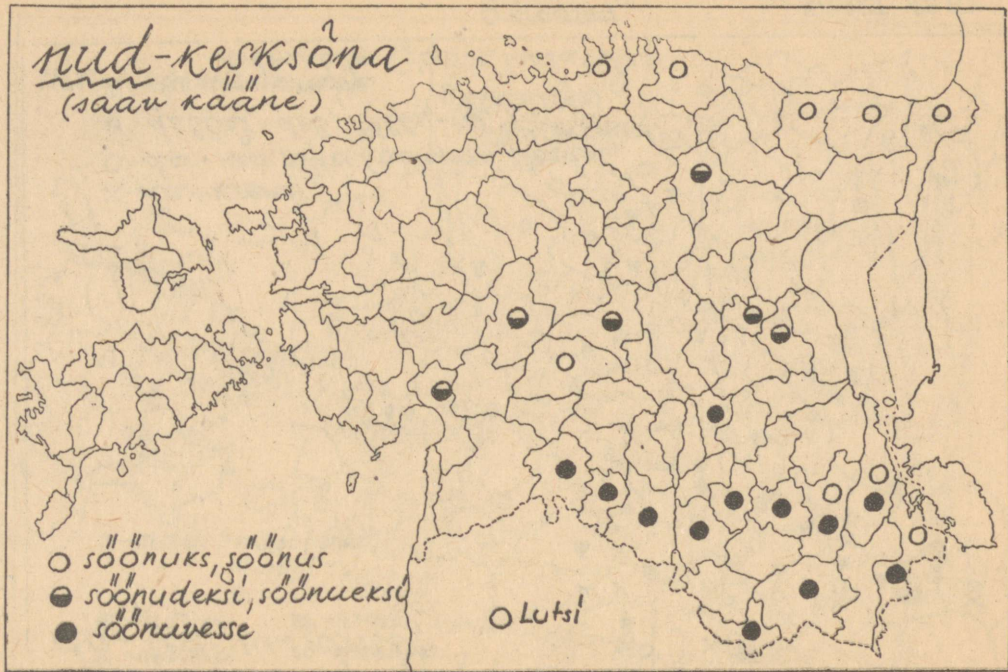 nud-kesksõna
(saav kääne)
söönuks, söönus
söönudeksi, söönueksi
söönuvesse
Lutsi